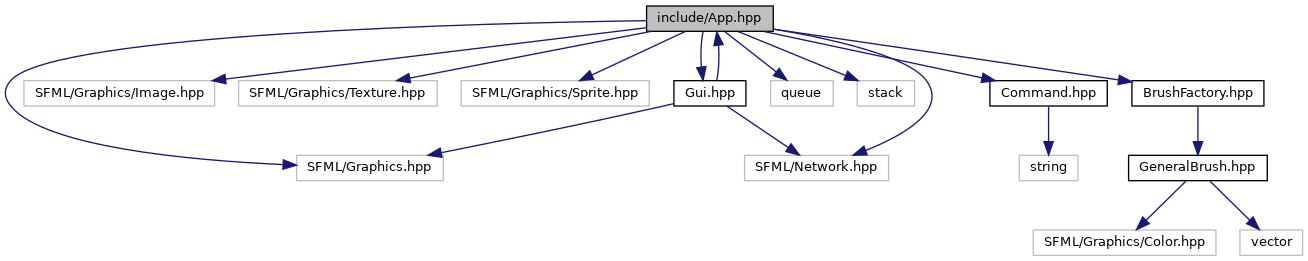 include/App.hpp
SFML/Graphics/Image.hpp
SFML/Graphics/Texture.hpp
SFML/Graphics/Sprite.hpp
Gui.hpp
queue
stack
Command.hpp
BrushFactory.hpp
SFML/Graphics.hpp
SFML/Network.hpp
string
GeneralBrush.hpp
SFML/Graphics/Color.hpp
vector